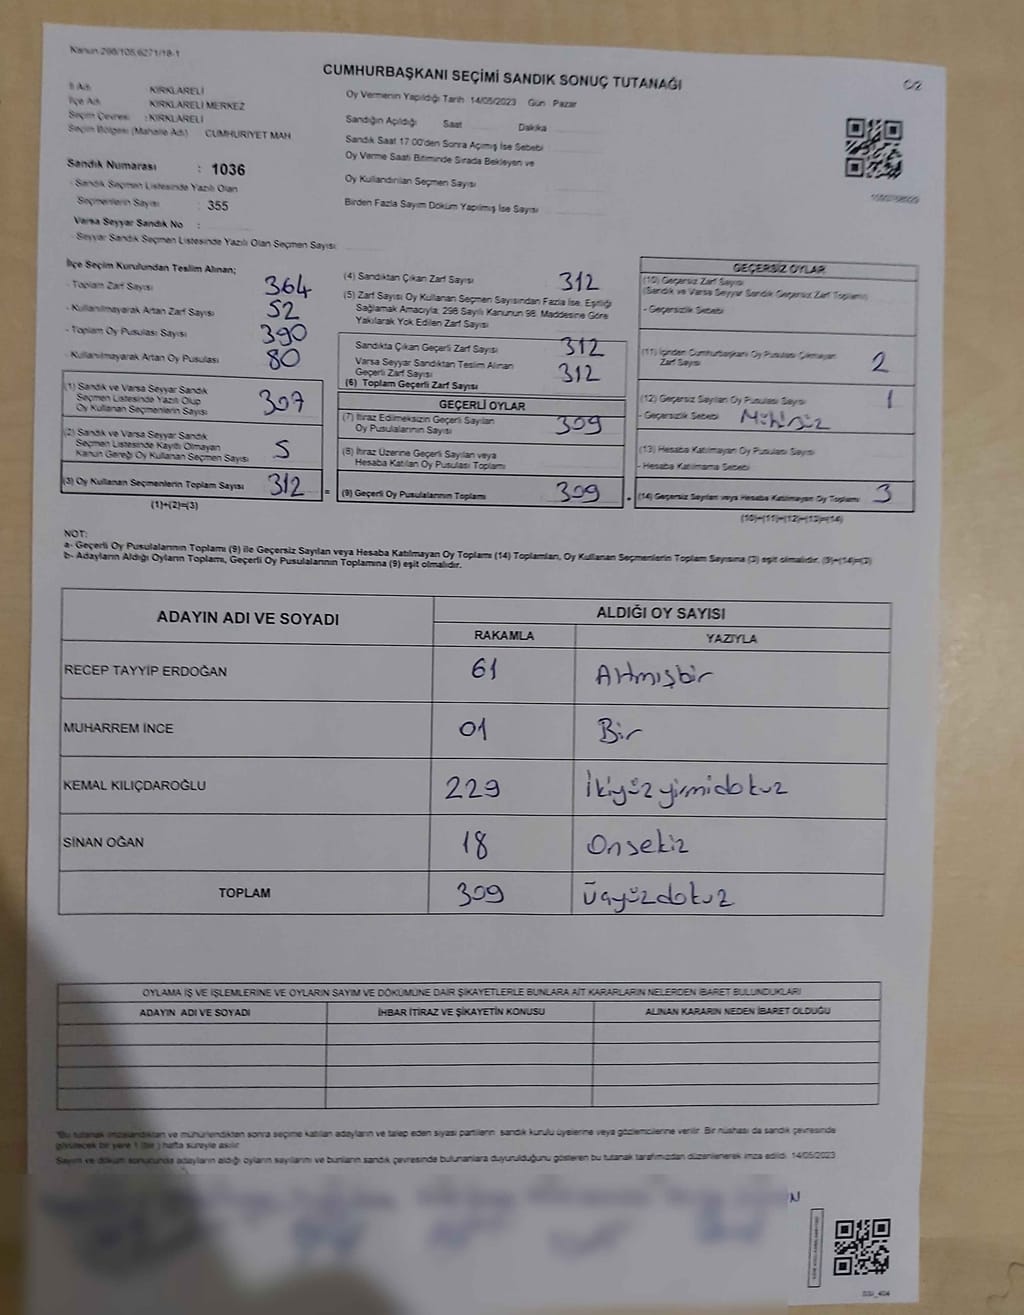 Kanun 298/105,6271/18-1
CUMHURBAŞKANI SEÇİMİ SANDIK SONUÇ TUTANAĞI
C/2
İl Adı KIRKLARELİ
İlçe Adı KIRKLARELİ MERKEZ
Seçim Çevresi : KIRKLARELİ
Seçim Bölgesi (Mahalle Adı) CUMHURİYET MAH
Sandık Numarası : 1036
- Sandık Seçmen Listesinde Yazılı Olan
Seçmenlerin Sayısı : 355
Varsa Seyyar Sandık No :
- Seyyar Sandık Seçmen Listesinde Yazılı Olan Seçmen Sayısı
Oy Vermenin Yapıldığı Tarih 14/05/2023 Gün Pazar
Sandığın Açıldığı Saat Dakika
Sandık Saat 17.00'den Sonra Açımış İse Sebebi
Oy Verme Saati Bitiminde Sırada Bekleyen ve
Oy Kullandırılan Seçmen Sayısı
Birden Fazla Sayım Döküm Yapılmış İse Sayısı
İlçe Seçim Kurulundan Teslim Alınan;
- Toplam Zarf Sayısı 364
- Kullanılmayarak Artan Zarf Sayısı 52
- Toplam Oy Pusulası Sayısı 390
- Kullanılmayarak Artan Oy Pusulası 80
(1) Sandık ve Varsa Seyyar Sandık
Seçmen Listesinde Yazılı Olup
Oy Kullanan Seçmenlerin Sayısı 307
(2) Sandık ve Varsa Seyyar Sandık
Seçmen Listesinde Kayıtlı Olmayan
Kanun Gereği Oy Kullanan Seçmen Sayısı 5
(3) Oy Kullanan Seçmenlerin Toplam Sayısı 312
(1)+(2)=(3)
(4) Sandıktan Çıkan Zarf Sayısı 312
(5) Zarf Sayısı Oy Kullanan Seçmen Sayısından Fazla İse, Eşitliği
Sağlamak Amacıyla, 298 Sayılı Kanunun 98. Maddesine Göre
Yakılarak Yok Edilen Zarf Sayısı
Sandıkta Çıkan Geçerli Zarf Sayısı 312
Varsa Seyyar Sandıktan Teslim Alınan
Geçerli Zarf Sayısı 312
(6) Toplam Geçerli Zarf Sayısı
GEÇERLİ OYLAR
(7) İtiraz Edilmeksizin Geçerli Sayılan
Oy Pusulalarının Sayısı 309
(8) İtiraz Üzerine Geçerli Sayılan veya
Hesaba Katılan Oy Pusulası Toplamı
= (9) Geçerli Oy Pusulalarının Toplamı 309
GEÇERSİZ OYLAR
(10) Geçersiz Zarf Sayısı
(Sandık ve Varsa Seyyar Sandık Geçersiz Zarf Toplamı)
- Geçersizlik Sebebi
(11) İçinden Cumhurbaşkanı Oy Pusulası Çıkmayan
Zarf Sayısı 2
(12) Geçersiz Sayılan Oy Pusulası Sayısı 1
- Geçersizlik Sebebi Mühürsüz
(13) Hesaba Katılmayan Oy Pusulası Sayısı
- Hesaba Katılmama Sebebi
(14) Geçersiz Sayılan veya Hesaba Katılmayan Oy Toplamı 3
(10)+(11)+(12)+(13)=(14)
NOT:
a- Geçerli Oy Pusulalarının Toplamı (9) ile Geçersiz Sayılan veya Hesaba Katılmayan Oy Toplamı (14) Toplamları, Oy Kullanan Seçmenlerin Toplam Sayısına (3) eşit olmalıdır. (9)+(14)=(3)
b- Adayların Aldığı Oyların Toplamı, Geçerli Oy Pusulalarının Toplamına (9) eşit olmalıdır.
ADAYIN ADI VE SOYADI ALDIĞI OY SAYISI
RAKAMLA YAZIYLA
RECEP TAYYİP ERDOĞAN 61 Altmışbir
MUHARREM İNCE 01 Bir
KEMAL KILIÇDAROĞLU 229 İkiyüzyirmidokuz
SİNAN OĞAN 18 Onsekiz
TOPLAM 309 Üçyüzdokuz
OYLAMA İŞ VE İŞLEMLERİNE VE OYLARIN SAYIM VE DÖKÜMÜNE DAİR ŞİKAYETLERLE BUNLARA AİT KARARLARIN NELERDEN İBARET BULUNDUKLARI
ADAYIN ADI VE SOYADI İHBAR İTİRAZ VE ŞİKAYETİN KONUSU ALINAN KARARIN NEDEN İBARET OLDUĞU
*Bu tutanak imzalandıktan ve mühürlendikten sonra seçime katılan adayların ve talep eden siyasi partilerin sandık kurulu üyelerine veya gözlemcilerine verilir. Bir nüshası da sandık çevresinde
görülecek bir yere 1 (bir) hafta süreyle asılır.
Sayım ve döküm sonucunda adayların aldığı oyların sayılarını ve bunların sandık çevresinde bulunanlara duyurulduğunu gösteren bu tutanak tarafımızdan düzenlenerek imza edildi. 14/05/2023
N